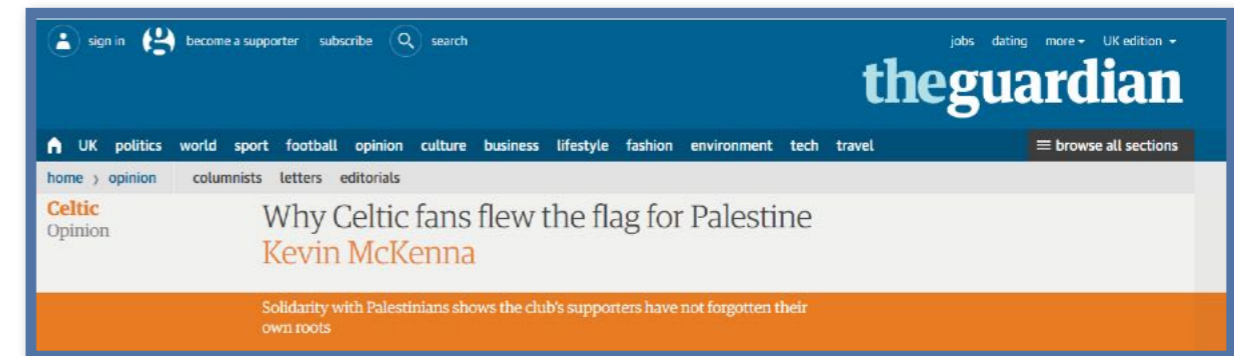 sign in become a supporter subscribe search jobs dating more UK edition
theguardian
UK politics world sport football opinion culture business lifestyle fashion environment tech travel browse all sections
home opinion columnists letters editorials
Celtic
Opinion
Why Celtic fans flew the flag for Palestine
Kevin McKenna
Solidarity with Palestinians shows the club's supporters have not forgotten their
own roots